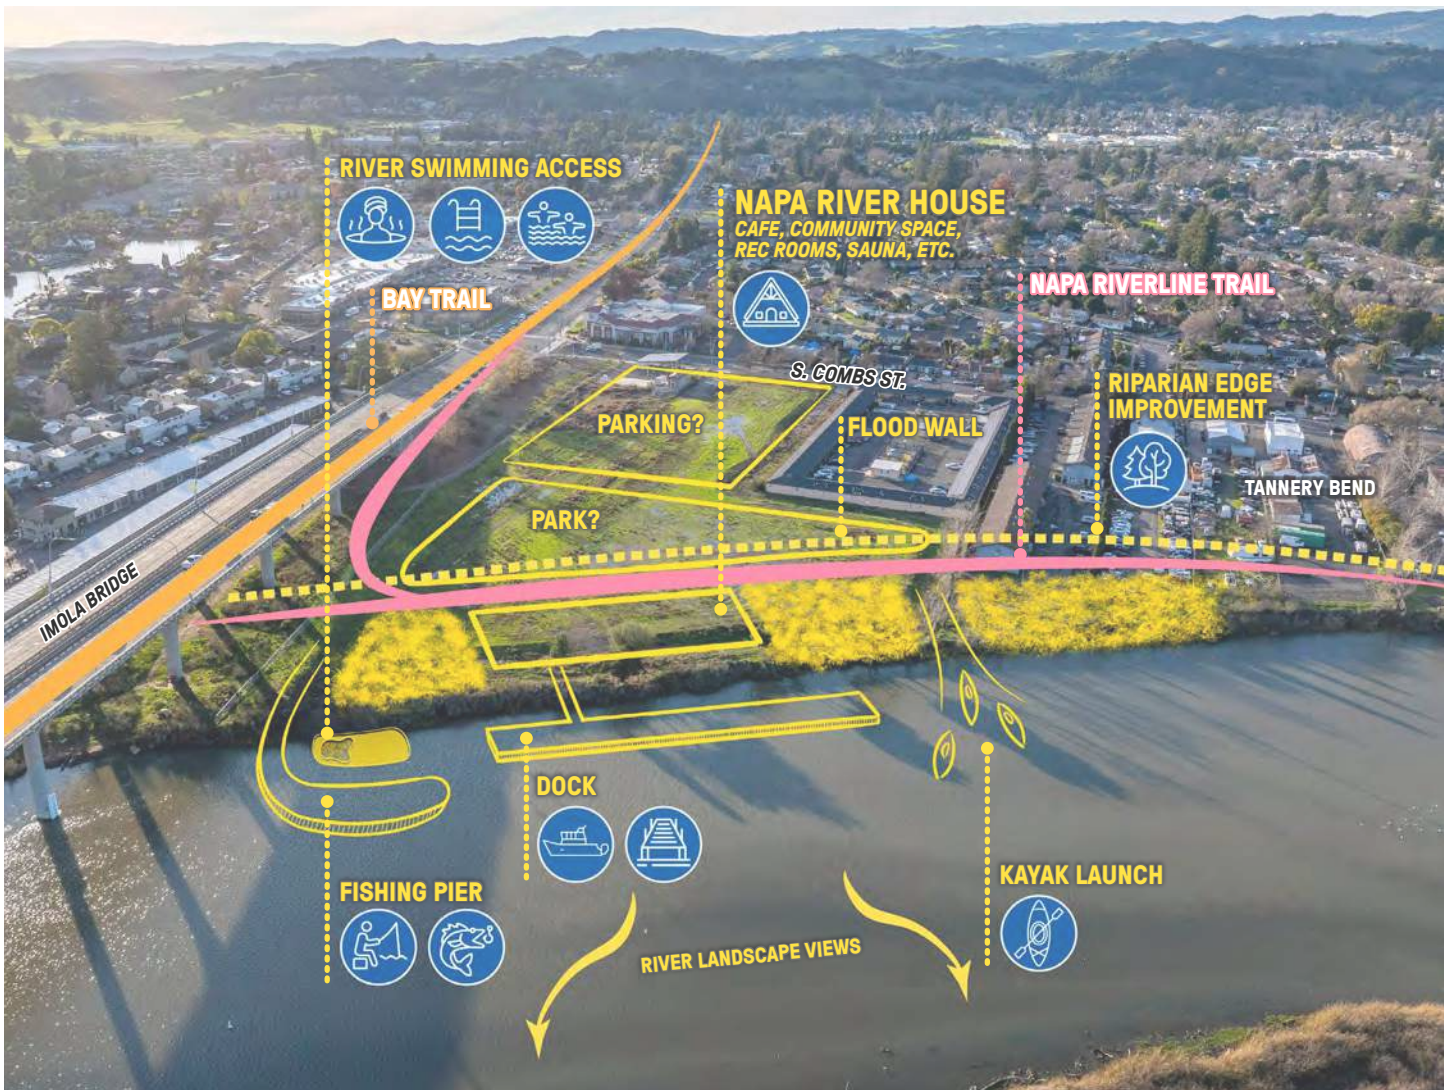 RIVER SWIMMING ACCESS
NAPA RIVER HOUSE
CAFE, COMMUNITY SPACE,
REC ROOMS, SAUNA, ETC.
BAY TRAIL
NAPA RIVERLINE TRAIL
S. COMBS ST.
RIPARIAN EDGE
IMPROVEMENT
PARKING?
FLOOD WALL
TANNERY BEND
PARK?
IMOLA BRIDGE
DOCK
FISHING PIER
KAYAK LAUNCH
RIVER LANDSCAPE VIEWS